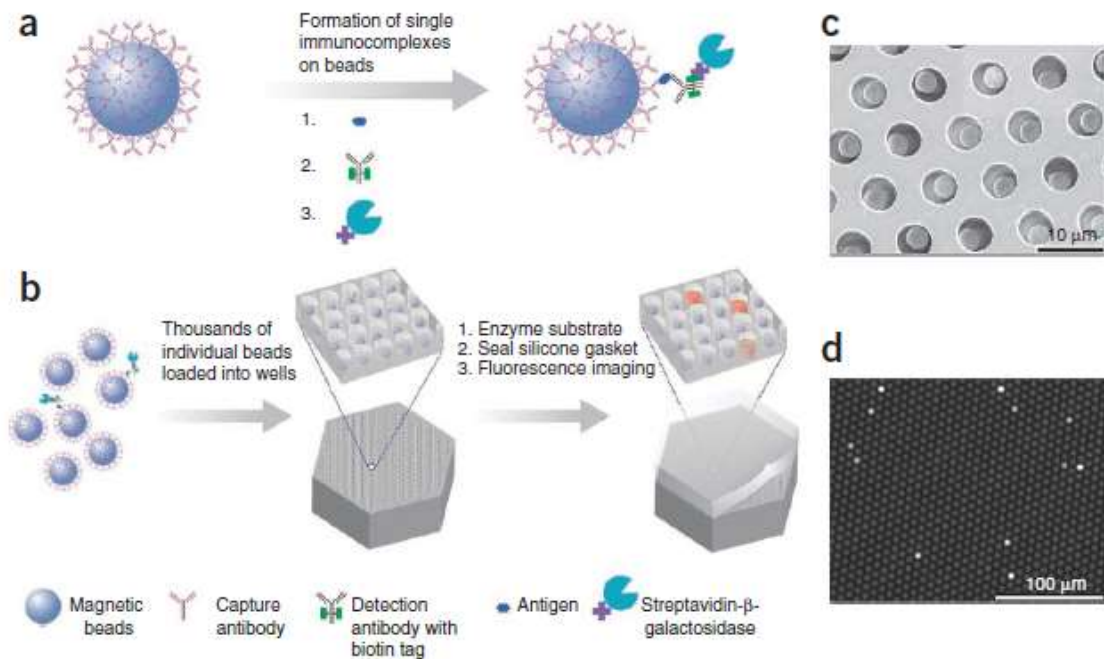 a
Formation of single
immunocomplexes
on beads
1.
2.
3.
c
10 μm
b
Thousands of
individual beads
loaded into wells
1. Enzyme substrate
2. Seal silicone gasket
3. Fluorescence imaging
d
100 μm
Magnetic
beads
Capture
antibody
Detection
antibody with
biotin tag
Antigen
Streptavidin-β-
galactosidase